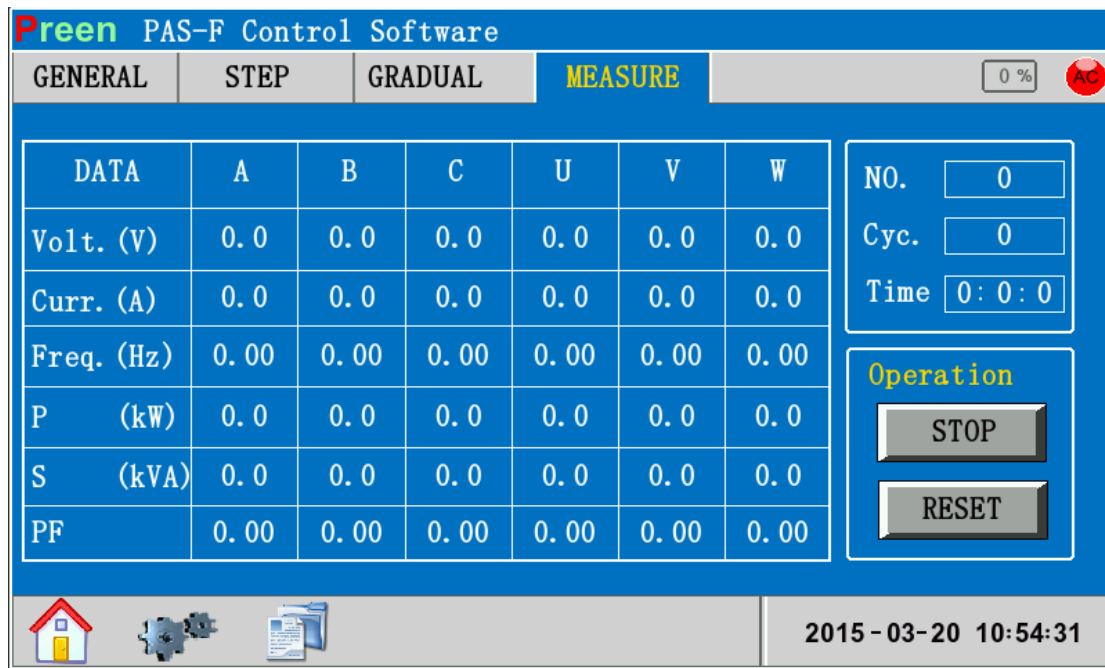 Preen PAS-F Control Software
GENERAL STEP GRADUAL MEASURE 0 % AC
DATA A B C U V W
Volt. (V) 0.0 0.0 0.0 0.0 0.0 0.0
Curr. (A) 0.0 0.0 0.0 0.0 0.0 0.0
Freq. (Hz) 0.00 0.00 0.00 0.00 0.00 0.00
P (kW) 0.0 0.0 0.0 0.0 0.0 0.0
S (kVA) 0.0 0.0 0.0 0.0 0.0 0.0
PF 0.00 0.00 0.00 0.00 0.00 0.00
NO. 0
Cyc. 0
Time 0:0:0
Operation
STOP
RESET
2015-03-20 10:54:31